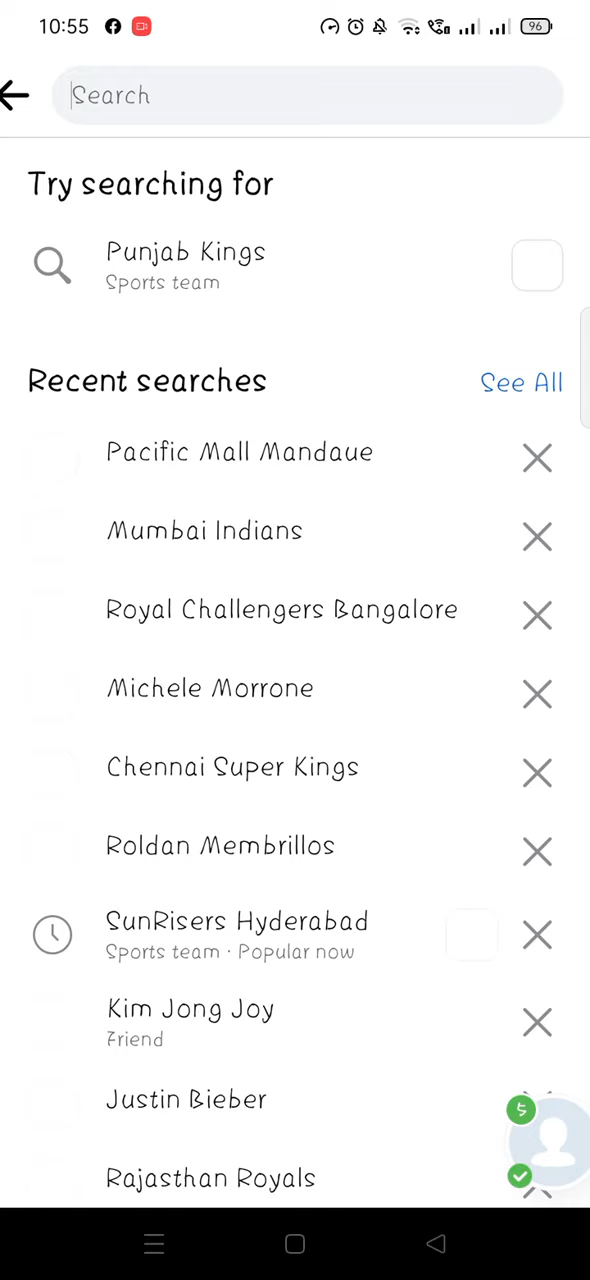 10:55
96
Search
Try searching for
Punjab Kings
Sports team
Recent searches
See All
Pacific Mall Mandaue
Mumbai Indians
Royal Challengers Bangalore
Michele Morrone
Chennai Super Kings
Roldan Membrillos
SunRisers Hyderabad
Sports team · Popular now
Kim Jong Joy
Friend
Justin Bieber
5
Rajasthan Royals